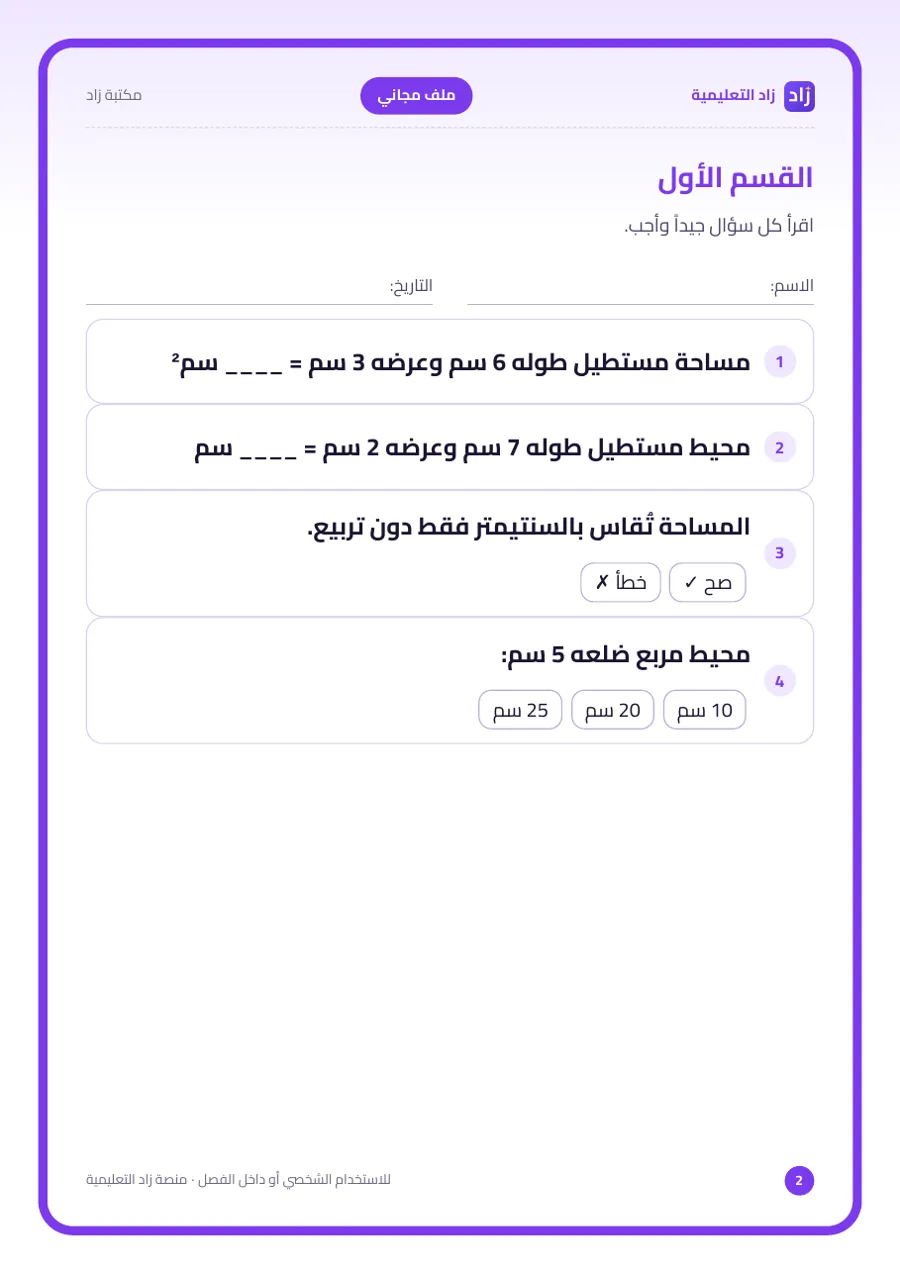 زاد زاد التعليمية
ملف مجاني
مكتبة زاد
القسم الأول
اقرأ كل سؤال جيداً وأجب.
الاسم:
التاريخ:
1 مساحة مستطيل طوله 6 سم وعرضه 3 سم = ____ سم²
2 محيط مستطيل طوله 7 سم وعرضه 2 سم = ____ سم
3 المساحة تُقاس بالسنتيمتر فقط دون تربيع.
صح ✓ خطأ ✗
4 محيط مربع ضلعه 5 سم:
10 سم 20 سم 25 سم
2
للاستخدام الشخصي أو داخل الفصل · منصة زاد التعليمية